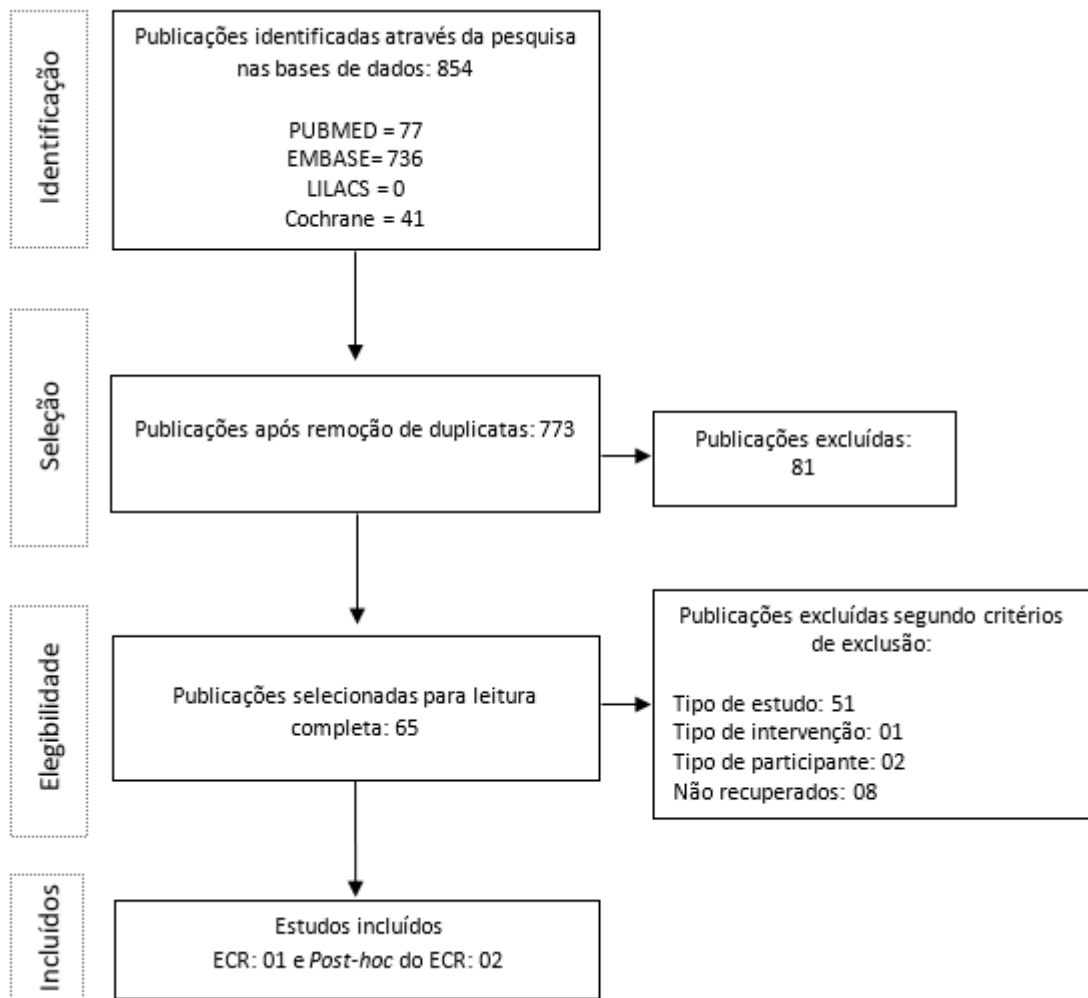 Identificação
Publicações identificadas através da pesquisa
nas bases de dados: 854
PUBMED = 77
EMBASE= 736
LILACS = 0
Cochrane = 41
Seleção
Publicações após remoção de duplicatas: 773
Publicações excluídas:
81
Elegibilidade
Publicações selecionadas para leitura
completa: 65
Publicações excluídas segundo critérios
de exclusão:
Tipo de estudo: 51
Tipo de intervenção: 01
Tipo de participante: 02
Não recuperados: 08
Incluídos
Estudos incluídos
ECR: 01 e Post-hoc do ECR: 02